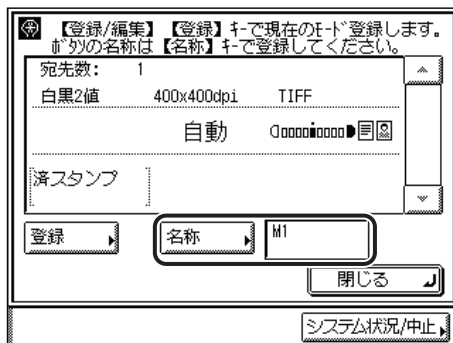 【登録/編集】【登録】ｷｰで現在のﾓｰﾄﾞ登録します。
ﾎﾞﾀﾝの名称は【名称】ｷｰで登録してください。
宛先数: 1
白黒2値 400x400dpi TIFF
自動
済スタンプ
登録 名称 M1
閉じる
システム状況/中止